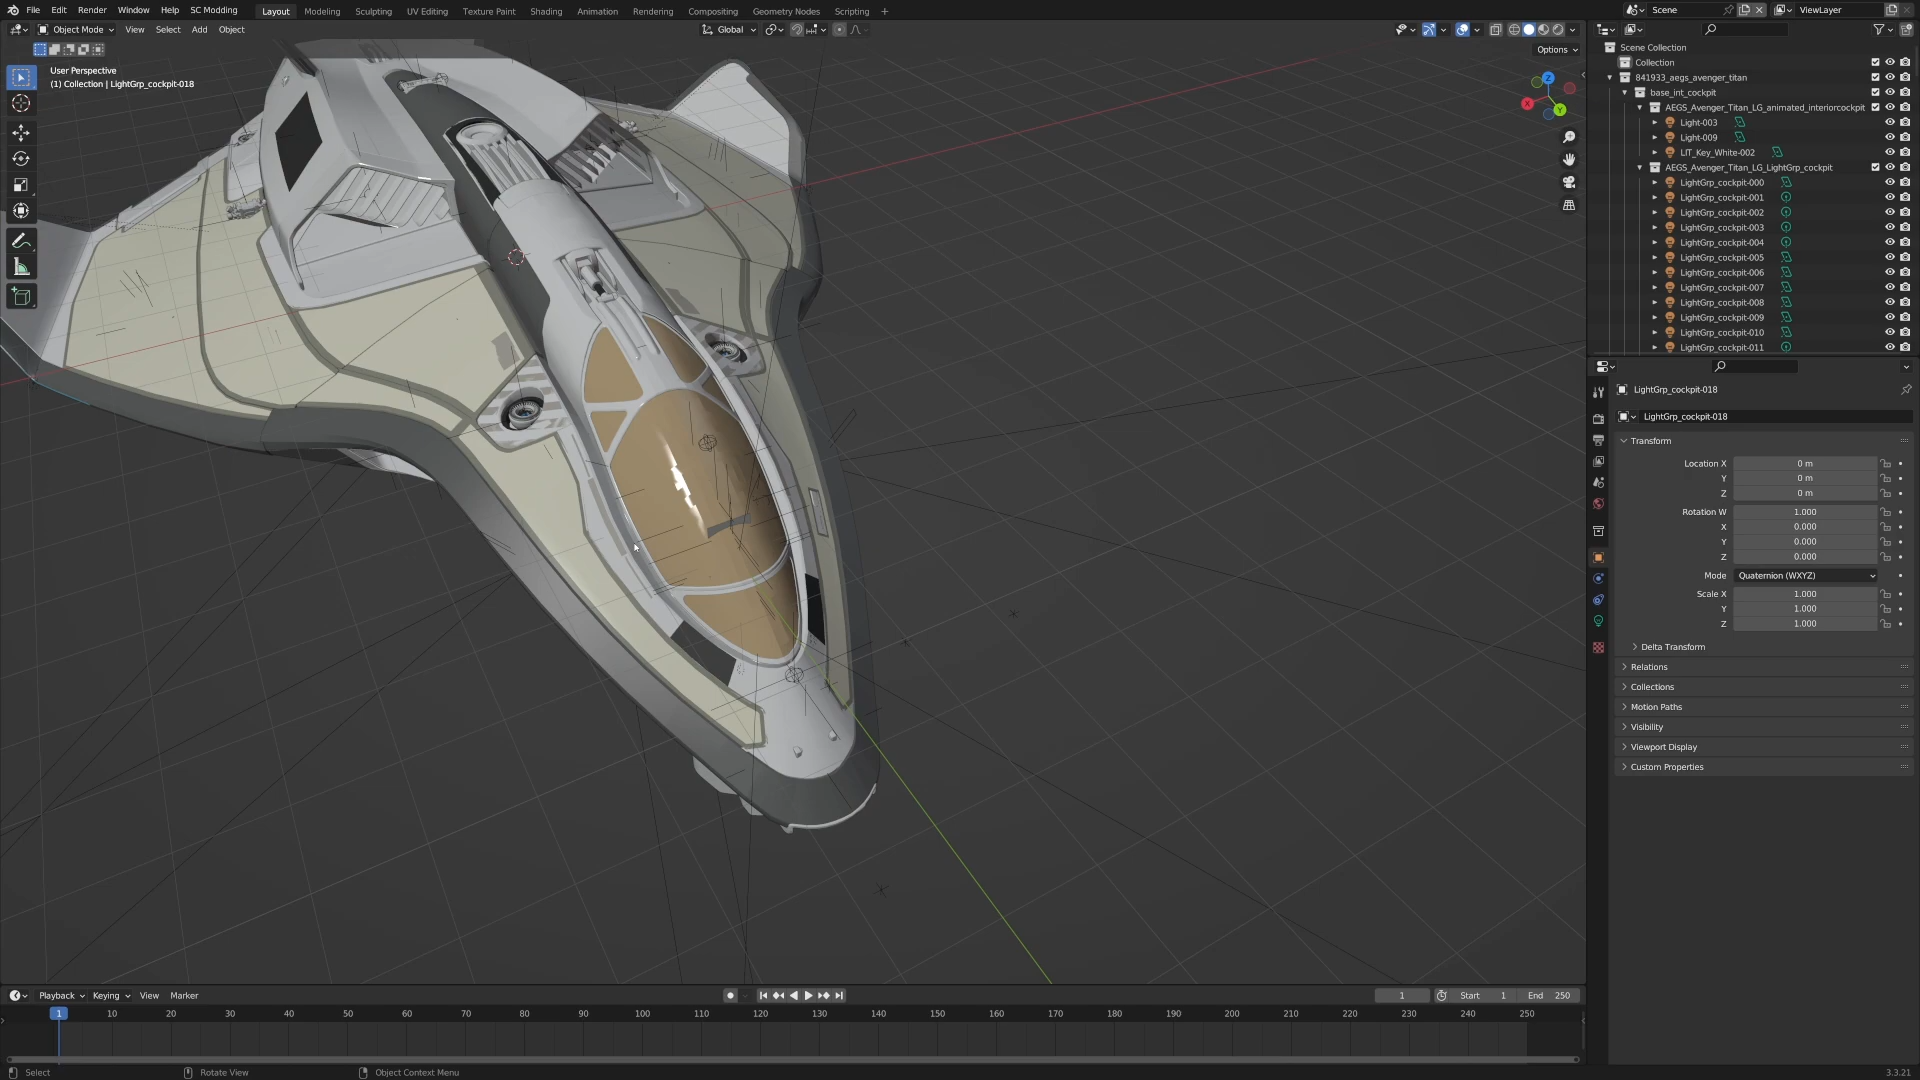 File Edit Render Window Help SC Modding Layout Modeling Sculpting UV Editing Texture Paint Shading Animation Rendering Compositing Geometry Nodes Scripting + Scene ViewLayer
Object Mode View Select Add Object Global
Options
User Perspective
(1) Collection | LightGrp_cockpit-018
Z
X
Y
Scene Collection
Collection
841933_aegs_avenger_titan
base_int_cockpit
AEGS_Avenger_Titan_LG_animated_interiorcockpit
Light-003
Light-009
LIT_Key_White-002
AEGS_Avenger_Titan_LG_LightGrp_cockpit
LightGrp_cockpit-000
LightGrp_cockpit-001
LightGrp_cockpit-002
LightGrp_cockpit-003
LightGrp_cockpit-004
LightGrp_cockpit-005
LightGrp_cockpit-006
LightGrp_cockpit-007
LightGrp_cockpit-008
LightGrp_cockpit-009
LightGrp_cockpit-010
LightGrp_cockpit-011
LightGrp_cockpit-018
LightGrp_cockpit-018
Transform
Location X 0 m
Y 0 m
Z 0 m
Rotation W 1.000
X 0.000
Y 0.000
Z 0.000
Mode Quaternion (WXYZ)
Scale X 1.000
Y 1.000
Z 1.000
Delta Transform
Relations
Collections
Motion Paths
Visibility
Viewport Display
Custom Properties
Playback Keying View Marker 1 Start 1 End 250
1 10 20 30 40 50 60 70 80 90 100 110 120 130 140 150 160 170 180 190 200 210 220 230 240 250
Select Rotate View Object Context Menu 3.3.21